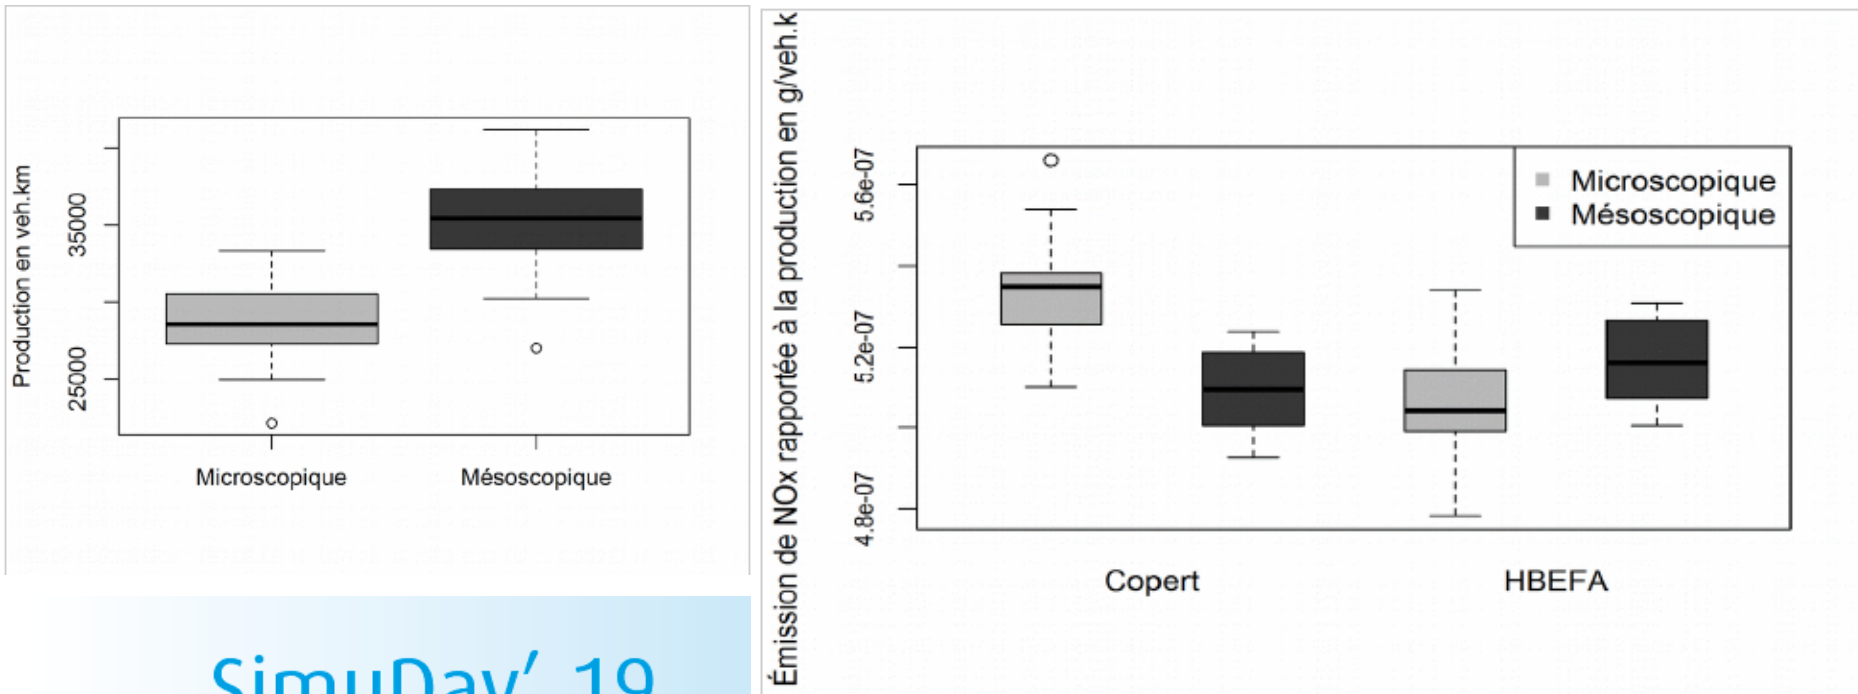 Production en veh.km
35000
25000
Microscopique
Mésoscopique
Émission de NOx rapportée à la production en g/veh.k
5.6e-07
5.2e-07
4.8e-07
Microscopique
Mésoscopique
Copert
HBEFA
SimuDay' 19